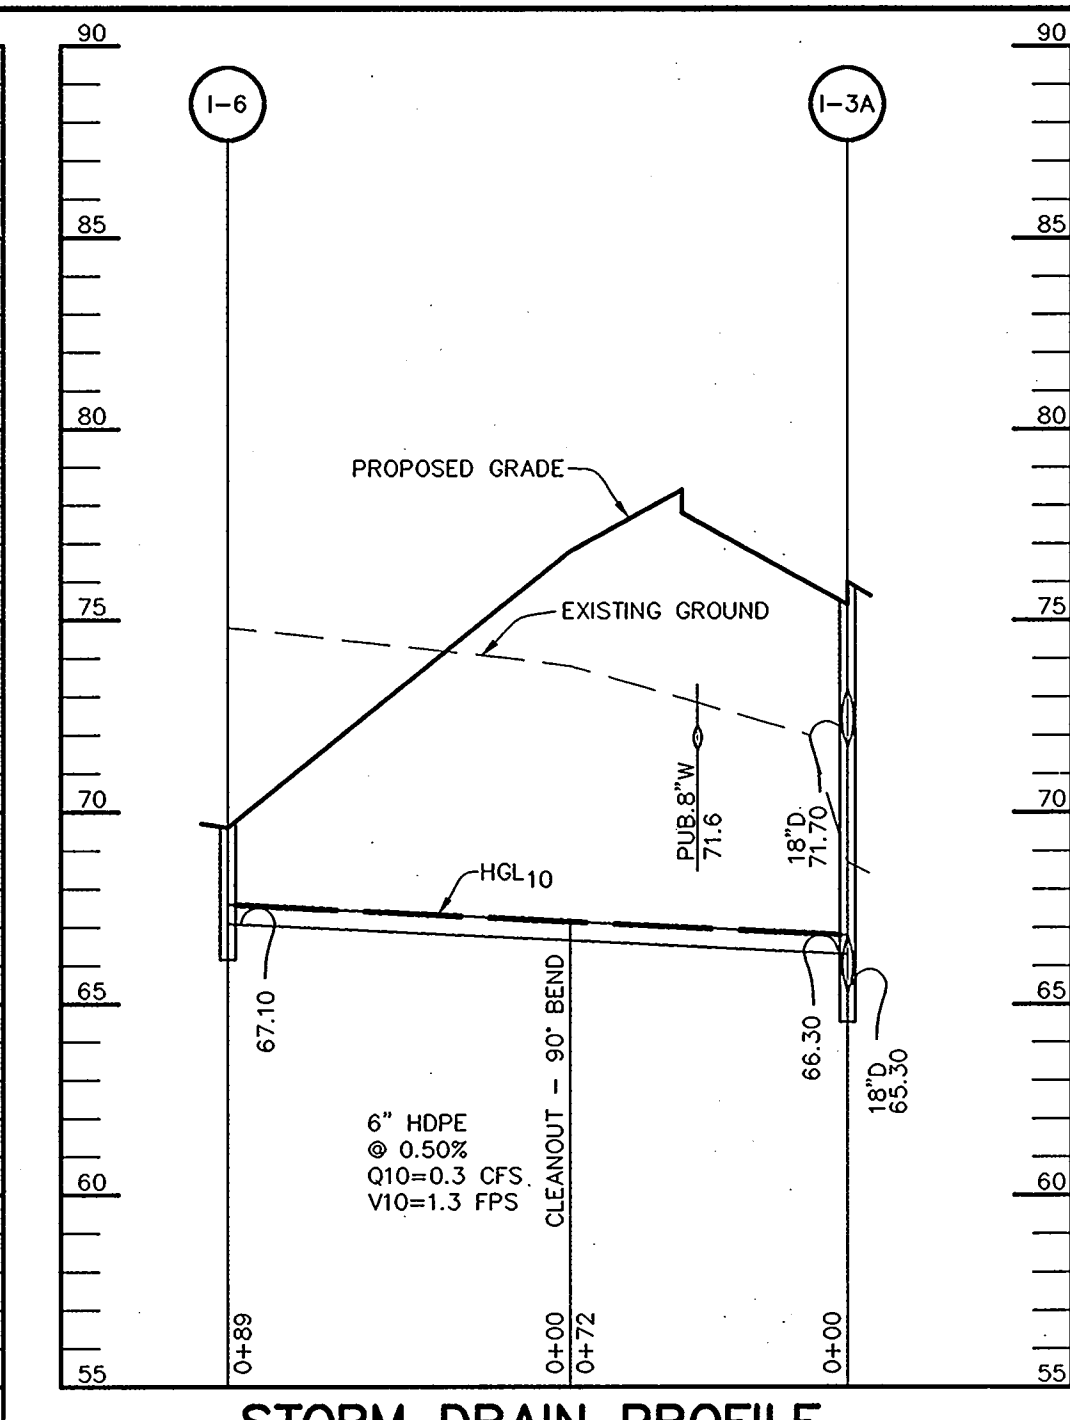 90
90
I-6
I-3A
85
85
80
80
PROPOSED GRADE
75
75
EXISTING GROUND
70
70
PUB.8"W
71.6
18"D
71.70
HGL10
65
65
67.10
CLEANOUT - 90° BEND
66.30
18"D
65.30
6" HDPE
@ 0.50%
Q10=0.3 CFS
V10=1.3 FPS
60
60
0+89
0+00
0+72
0+00
55
55
STORM DRAIN PROFILE